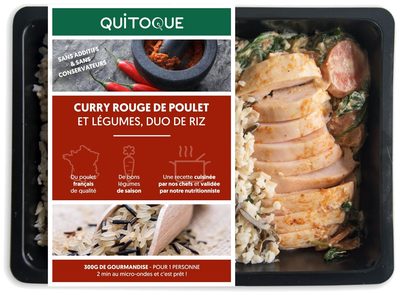 QUITOQUE
SANS ADDITIFS
& SANS
CONSERVATEURS
CURRY ROUGE DE POULET
ET LÉGUMES, DUO DE RIZ
Du poulet
français
de qualité
De bons
légumes
de saison
Une recette cuisinée
par nos chefs et validée
par notre nutritionniste
300G DE GOURMANDISE - POUR 1 PERSONNE
2 min au micro-ondes et c'est prêt !